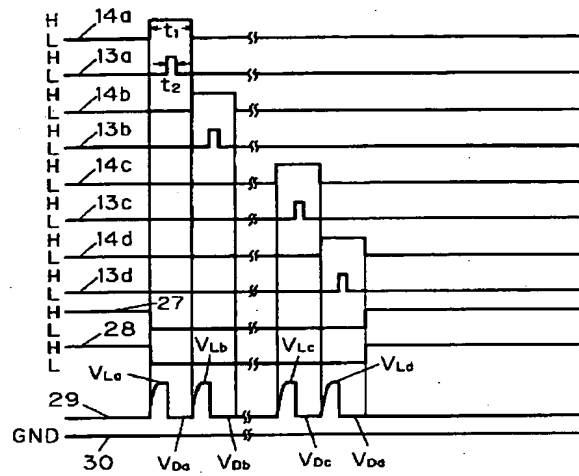 H 14a t₁
L
H 13a
L t₂
H 14b
L
H 13b
L
H 14c
L
H 13c
L
H 14d
L
H 13d
L
H 27
L
H 28
L
VLa VLb VLc VLd
29
GND
30 VDa VDb VDc VDd